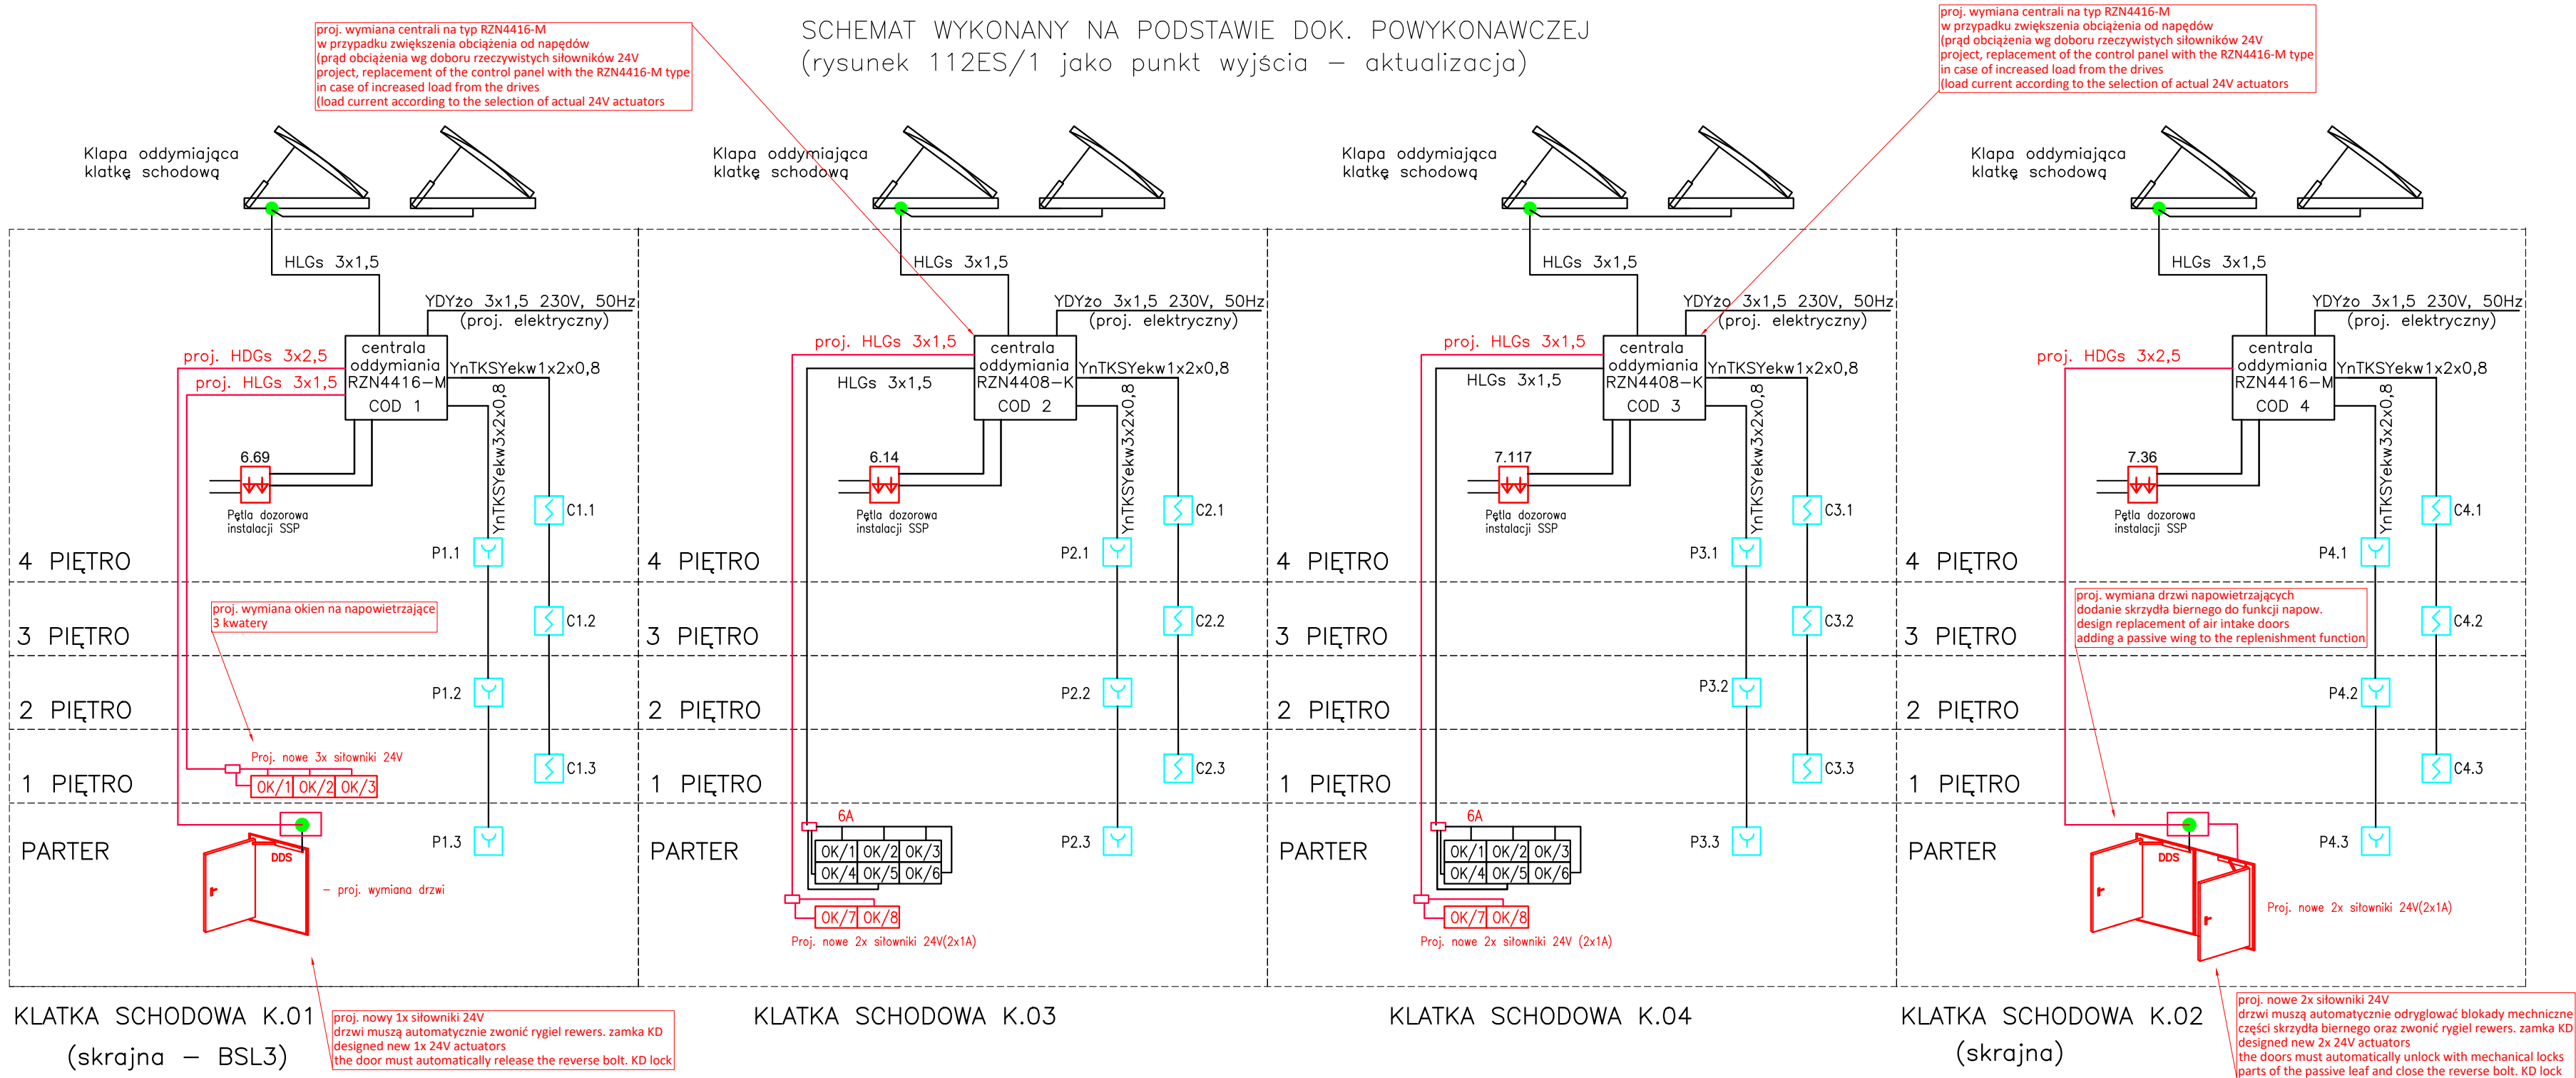 SCHEMAT WYKONANY NA PODSTAWIE DOK. POWYKONAWCZEJ
(rysunek 112ES/1 jako punkt wyjścia – aktualizacja)
proj. wymiana centrali na typ RZN4416-M
w przypadku zwiększenia obciążenia od napędów
(prąd obciążenia wg doboru rzeczywistych siłowników 24V
project, replacement of the control panel with the RZN4416-M type
in case of increased load from the drives
(load current according to the selection of actual 24V actuators
proj. wymiana centrali na typ RZN4416-M
w przypadku zwiększenia obciążenia od napędów
(prąd obciążenia wg doboru rzeczywistych siłowników 24V
project, replacement of the control panel with the RZN4416-M type
in case of increased load from the drives
(load current according to the selection of actual 24V actuators
Klapa oddymiająca
klatkę schodową
HLGs 3x1,5
YDYżo 3x1,5 230V, 50Hz
(proj. elektryczny)
proj. HDGs 3x2,5
proj. HLGs 3x1,5
centrala
oddymiania
RZN4416-M
COD 1
YnTKSYekw1x2x0,8
YnTKSYekw3x2x0,8
6.69
Pętla dozorowa
instalacji SSP
C1.1
P1.1
4 PIĘTRO
proj. wymiana okien na napowietrzające
3 kwatery
C1.2
3 PIĘTRO
P1.2
2 PIĘTRO
Proj. nowe 3x siłowniki 24V
OK/1 OK/2 OK/3
C1.3
1 PIĘTRO
DDS
P1.3
PARTER
– proj. wymiana drzwi
KLATKA SCHODOWA K.01
(skrajna – BSL3)
proj. nowy 1x siłowniki 24V
drzwi muszą automatycznie zwonić rygiel rewers. zamka KD
designed new 1x 24V actuators
the door must automatically release the reverse bolt. KD lock
Klapa oddymiająca
klatkę schodową
HLGs 3x1,5
YDYżo 3x1,5 230V, 50Hz
(proj. elektryczny)
proj. HLGs 3x1,5
HLGs 3x1,5
centrala
oddymiania
RZN4408-K
COD 2
YnTKSYekw1x2x0,8
YnTKSYekw3x2x0,8
6.14
Pętla dozorowa
instalacji SSP
C2.1
P2.1
4 PIĘTRO
C2.2
3 PIĘTRO
P2.2
2 PIĘTRO
C2.3
1 PIĘTRO
6A
OK/1 OK/2 OK/3
OK/4 OK/5 OK/6
P2.3
PARTER
OK/7 OK/8
Proj. nowe 2x siłowniki 24V(2x1A)
KLATKA SCHODOWA K.03
Klapa oddymiająca
klatkę schodową
HLGs 3x1,5
YDYżo 3x1,5 230V, 50Hz
(proj. elektryczny)
proj. HLGs 3x1,5
HLGs 3x1,5
centrala
oddymiania
RZN4408-K
COD 3
YnTKSYekw1x2x0,8
YnTKSYekw3x2x0,8
7.117
Pętla dozorowa
instalacji SSP
C3.1
P3.1
4 PIĘTRO
C3.2
3 PIĘTRO
P3.2
2 PIĘTRO
C3.3
1 PIĘTRO
6A
OK/1 OK/2 OK/3
OK/4 OK/5 OK/6
P3.3
PARTER
OK/7 OK/8
Proj. nowe 2x siłowniki 24V (2x1A)
KLATKA SCHODOWA K.04
Klapa oddymiająca
klatkę schodową
HLGs 3x1,5
YDYżo 3x1,5 230V, 50Hz
(proj. elektryczny)
proj. HDGs 3x2,5
centrala
oddymiania
RZN4416-M
COD 4
YnTKSYekw1x2x0,8
YnTKSYekw3x2x0,8
7.36
Pętla dozorowa
instalacji SSP
C4.1
P4.1
4 PIĘTRO
proj. wymiana drzwi napowietrzających
dodanie skrzydła biernego do funkcji napow.
design replacement of air intake doors
adding a passive wing to the replenishment function
C4.2
3 PIĘTRO
P4.2
2 PIĘTRO
C4.3
1 PIĘTRO
DDS
P4.3
PARTER
Proj. nowe 2x siłowniki 24V(2x1A)
KLATKA SCHODOWA K.02
(skrajna)
proj. nowe 2x siłowniki 24V
drzwi muszą automatycznie odryglować blokady mechniczne
części skrzydła biernego oraz zwonić rygiel rewers. zamka KD
designed new 2x 24V actuators
the doors must automatically unlock with mechanical locks
parts of the passive leaf and close the reverse bolt. KD lock